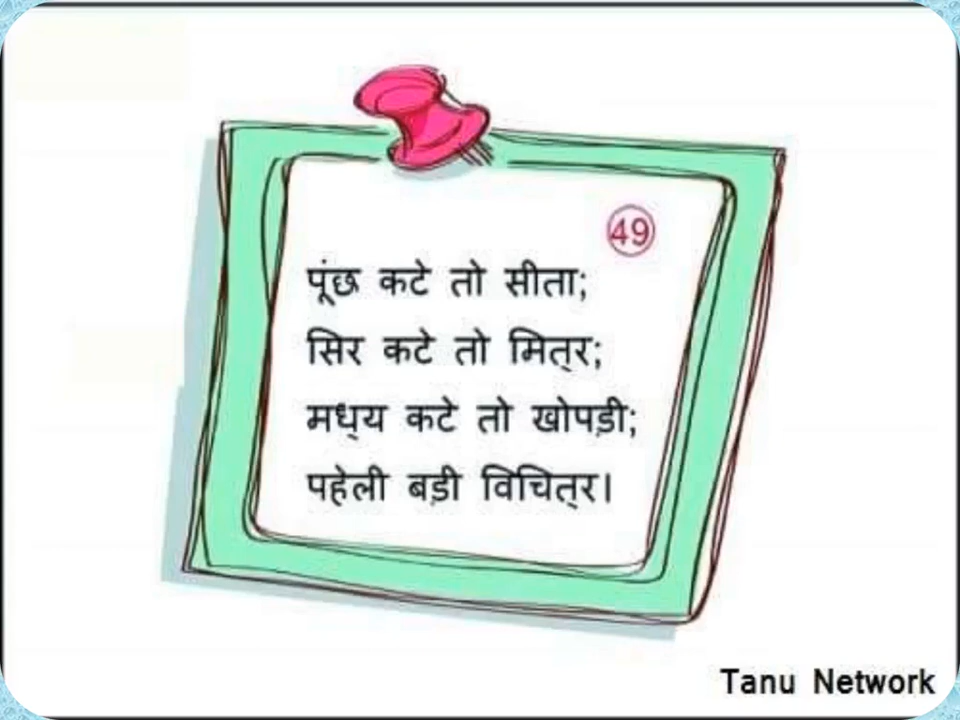 49
पूंछ कटे तो सीता;
सिर कटे तो मित्‌र;
मध्‌य कटे तो खोपड़ी;
पहेली बड़ी विचित्‌र।
Tanu Network